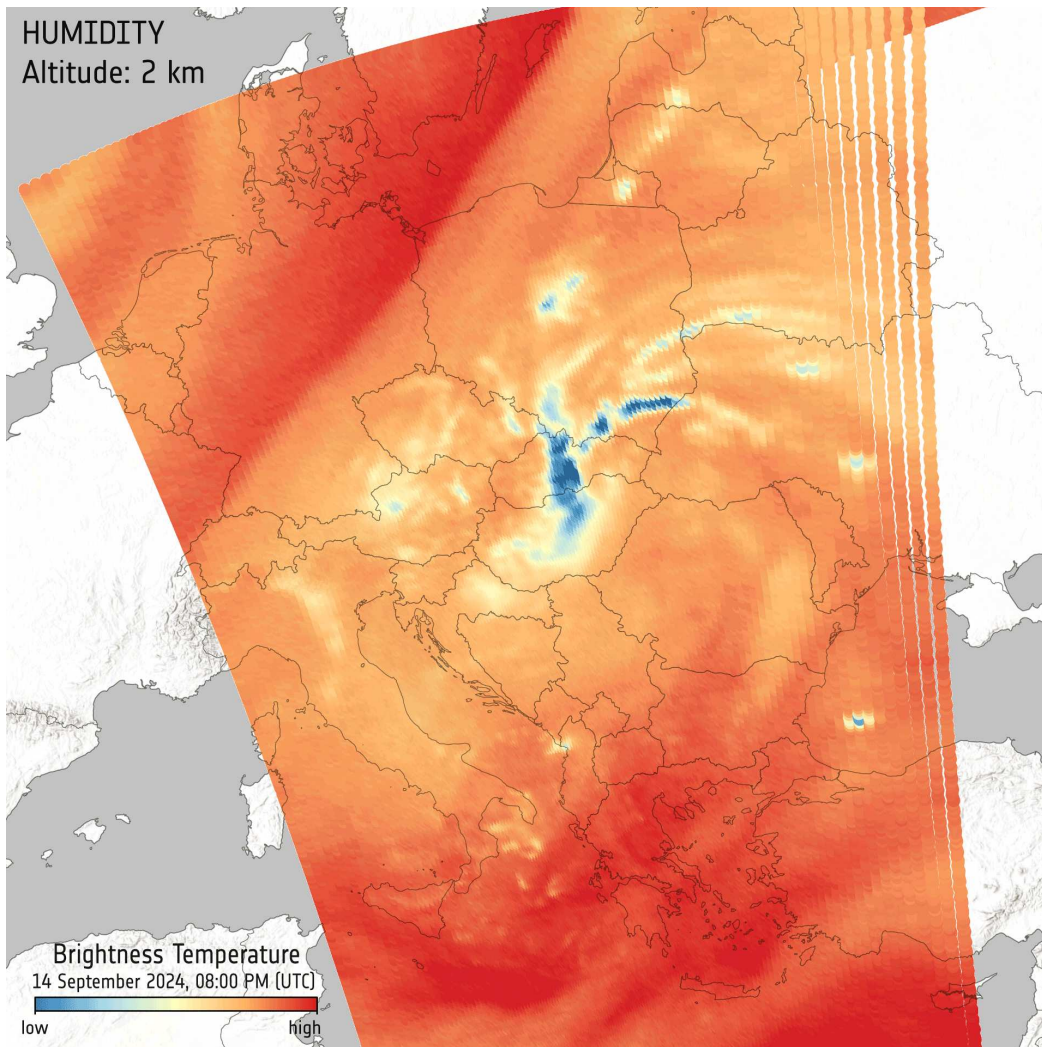 HUMIDITY
Altitude: 2 km
Brightness Temperature
14 September 2024, 08:00 PM (UTC)
low high